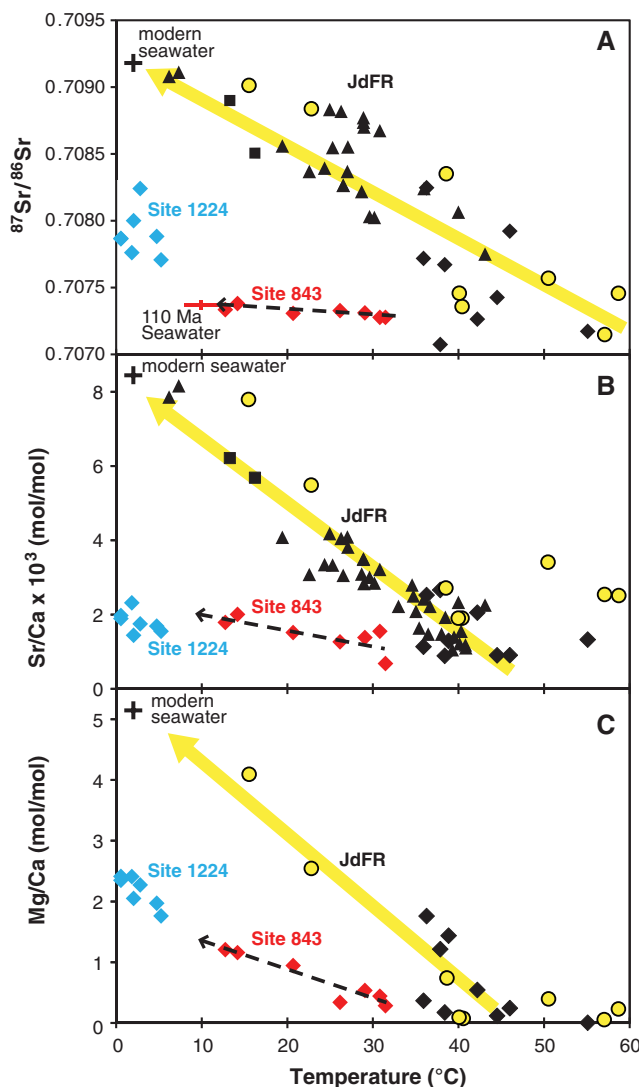 0.7095
modern
seawater
A
0.7090
JdFR
0.7085
87Sr/86Sr
Site 1224
0.7080
0.7075
Site 843
110 Ma
Seawater
0.7070
modern seawater
B
8
6
Sr/Ca x 10³ (mol/mol)
JdFR
4
Site 843
2
Site 1224
0
modern
seawater
C
5
4
Mg/Ca (mol/mol)
Site 1224
JdFR
3
2
Site 843
1
0
0 10 20 30 40 50 60
Temperature (°C)